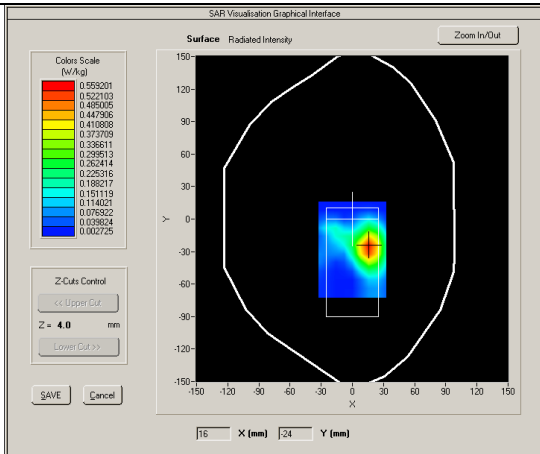 SAR Visualisation Graphical Interface
Surface Radiated Intensity
Zoom In/Out
Colors Scale
(W/kg)
0.559201
0.522103
0.485005
0.447906
0.410808
0.373709
0.336611
0.299513
0.262414
0.225316
0.188217
0.151119
0.114021
0.076922
0.039824
0.002725
Z-Cuts Control
<< Upper Cut
Z = 4.0 mm
Lower Cut >>
SAVE
Cancel
150
120
90
60
30
0
-30
-60
-90
-120
-150
Y
-150 -120 -90 -60 -30 0 30 60 90 120 150
X
16 X (mm) -24 Y (mm)